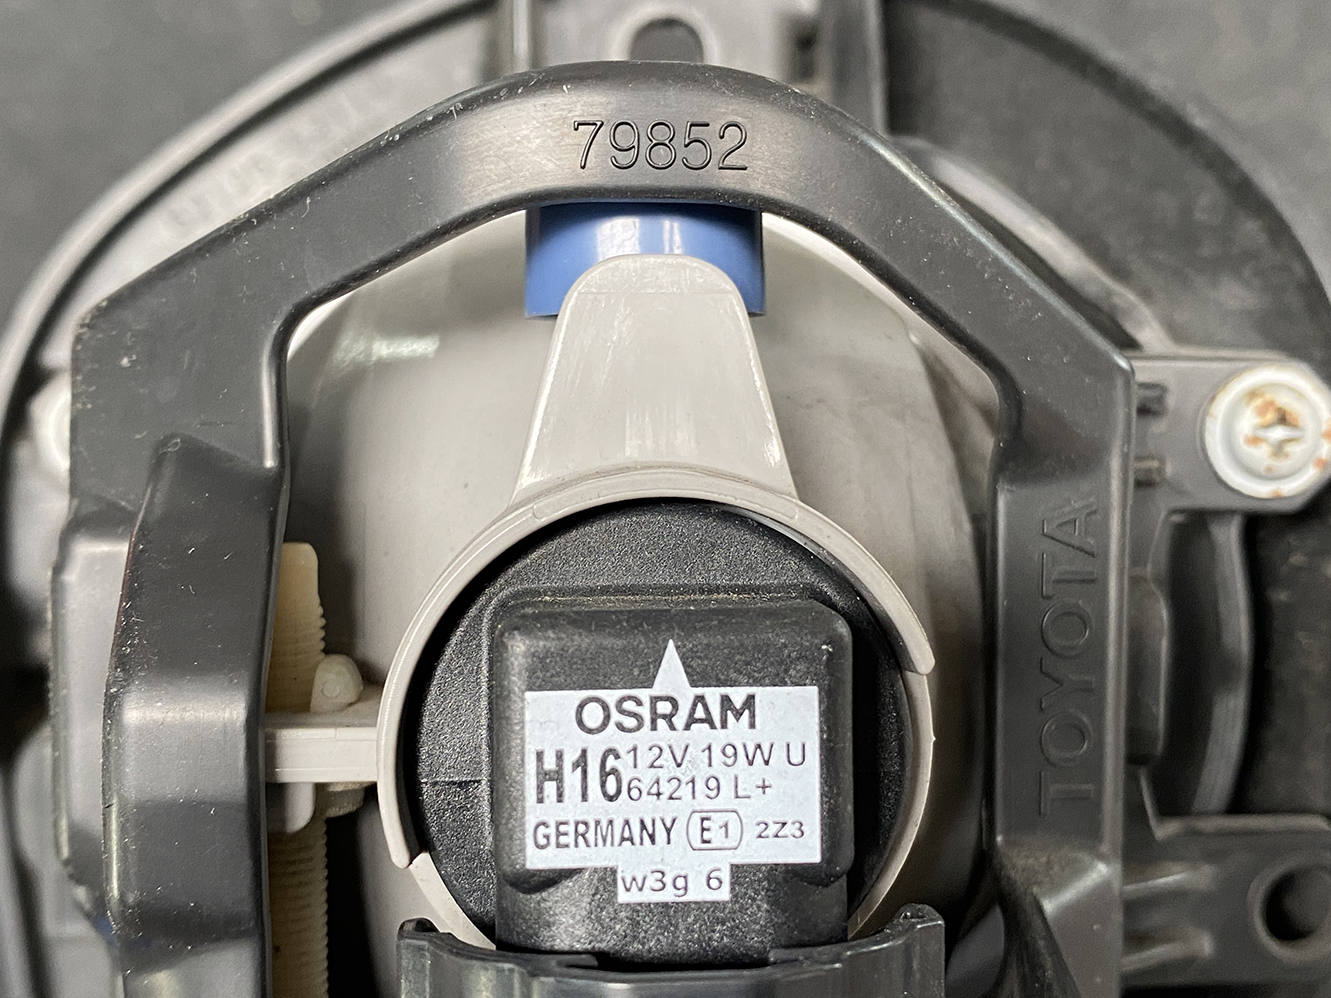 79852
TOYOTA
OSRAM
H16 12V 19W U
64219 L+
GERMANY E1 2Z3
w3g 6